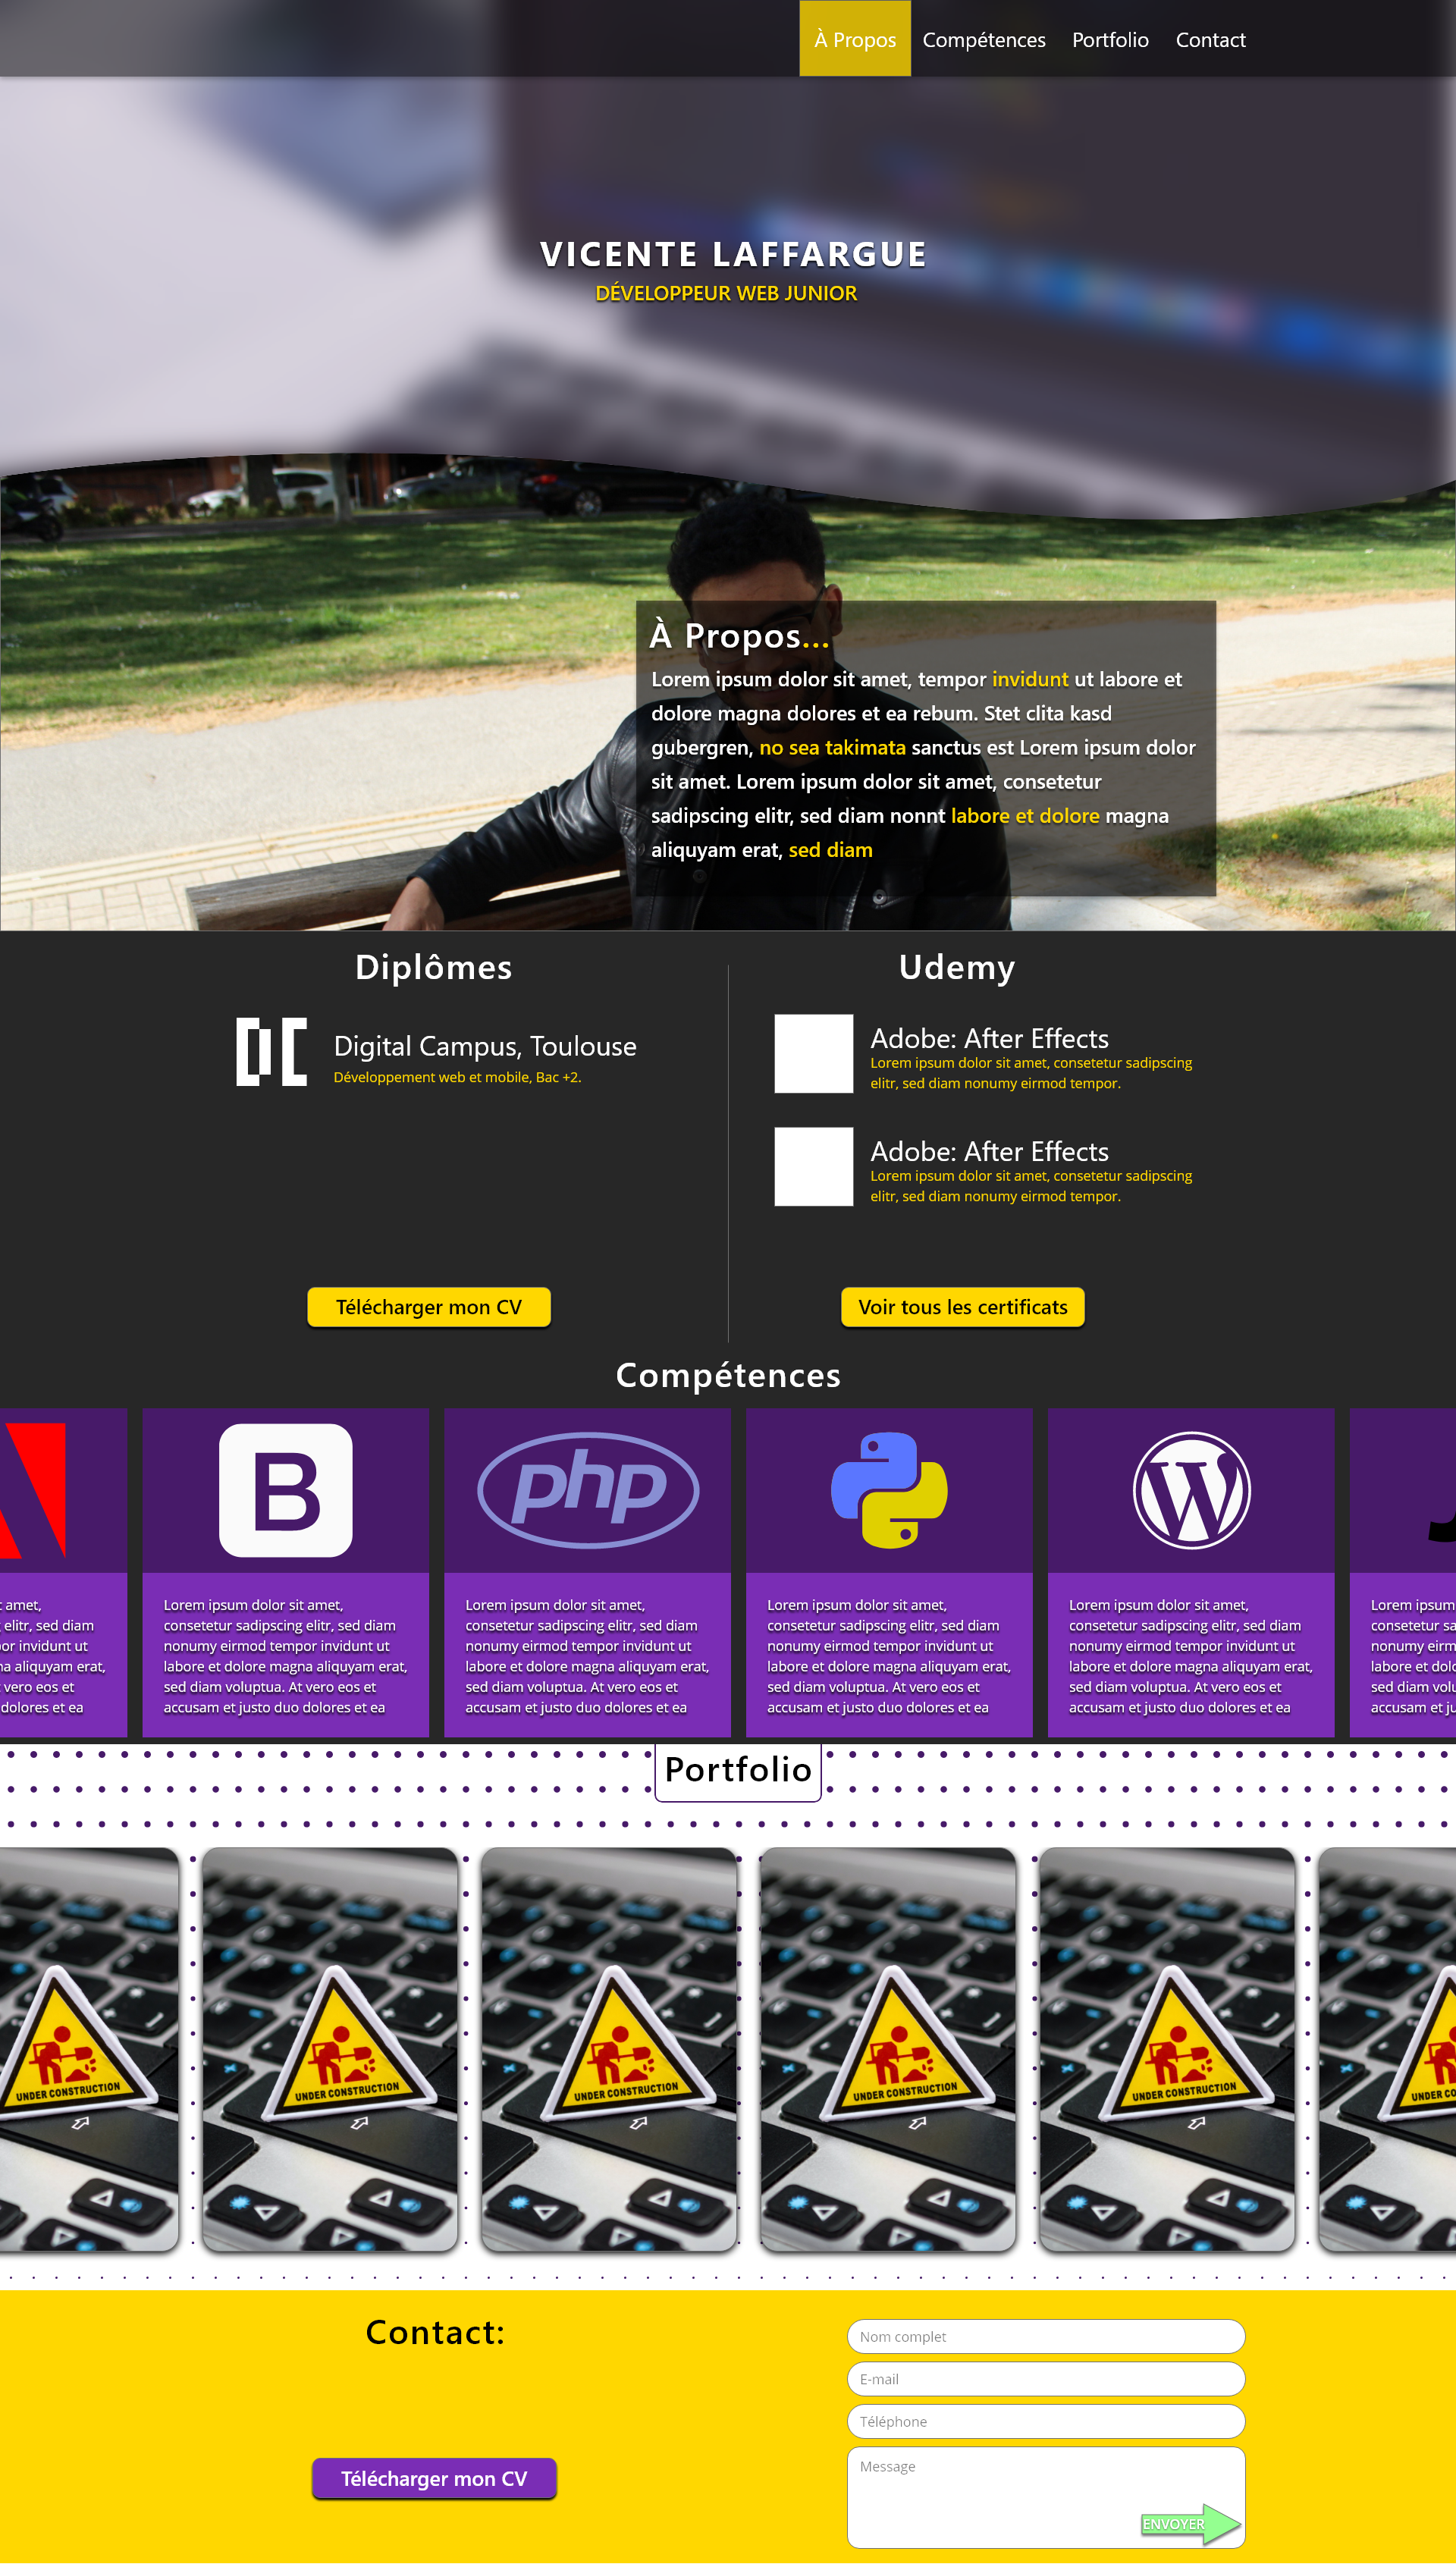 À Propos Compétences Portfolio Contact
VICENTE LAFFARGUE
DÉVELOPPEUR WEB JUNIOR
À Propos...
Lorem ipsum dolor sit amet, tempor invidunt ut labore et
dolore magna dolores et ea rebum. Stet clita kasd
gubergren, no sea takimata sanctus est Lorem ipsum dolor
sit amet. Lorem ipsum dolor sit amet, consetetur
sadipscing elitr, sed diam nonnt labore et dolore magna
aliquyam erat, sed diam
Diplômes
Digital Campus, Toulouse
Développement web et mobile, Bac +2.
Télécharger mon CV
Udemy
Adobe: After Effects
Lorem ipsum dolor sit amet, consetetur sadipscing
elitr, sed diam nonumy eirmod tempor.
Adobe: After Effects
Lorem ipsum dolor sit amet, consetetur sadipscing
elitr, sed diam nonumy eirmod tempor.
Voir tous les certificats
Compétences
amet,
elitr, sed diam
or invidunt ut
na aliquyam erat,
vero eos et
dolores et ea
B
Lorem ipsum dolor sit amet,
consetetur sadipscing elitr, sed diam
nonumy eirmod tempor invidunt ut
labore et dolore magna aliquyam erat,
sed diam voluptua. At vero eos et
accusam et justo duo dolores et ea
php
Lorem ipsum dolor sit amet,
consetetur sadipscing elitr, sed diam
nonumy eirmod tempor invidunt ut
labore et dolore magna aliquyam erat,
sed diam voluptua. At vero eos et
accusam et justo duo dolores et ea
Lorem ipsum dolor sit amet,
consetetur sadipscing elitr, sed diam
nonumy eirmod tempor invidunt ut
labore et dolore magna aliquyam erat,
sed diam voluptua. At vero eos et
accusam et justo duo dolores et ea
W
Lorem ipsum dolor sit amet,
consetetur sadipscing elitr, sed diam
nonumy eirmod tempor invidunt ut
labore et dolore magna aliquyam erat,
sed diam voluptua. At vero eos et
accusam et justo duo dolores et ea
Lorem ipsum
consetetur sa
nonumy eirm
labore et dolo
sed diam volu
accusam et ju
Portfolio
UNDER CONSTRUCTION
UNDER CONSTRUCTION
UNDER CONSTRUCTION
UNDER CONSTRUCTION
UNDER CONSTRUCTION
UNDER CO
Contact:
Télécharger mon CV
Nom complet
E-mail
Téléphone
Message
ENVOYER